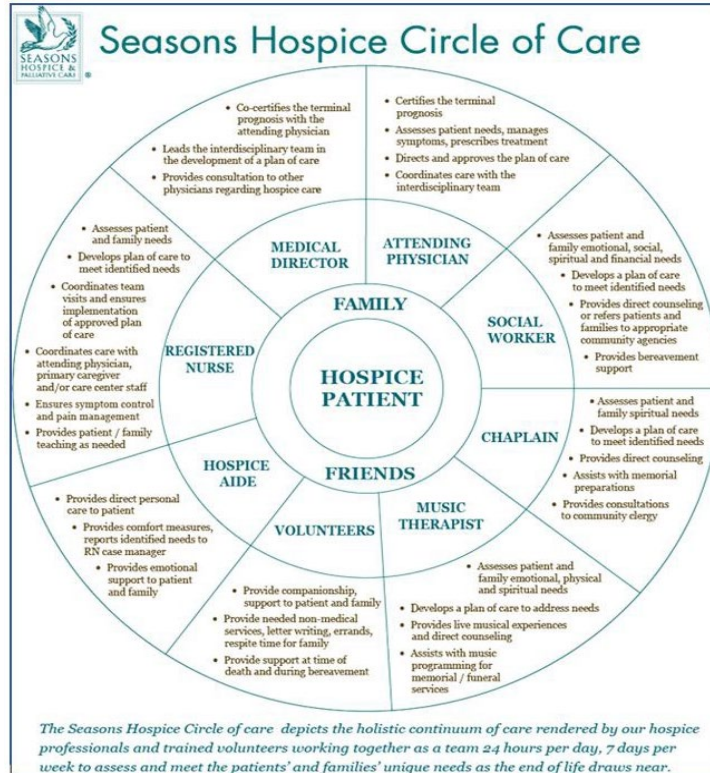 SEASONS
HOSPICE &
PALLIATIVE CARE
®
Seasons Hospice Circle of Care
• Co-certifies the terminal
prognosis with the
attending physician
• Leads the interdisciplinary team
in the development of a plan of care
• Provides consultation to other
physicians regarding hospice care
• Certifies the terminal
prognosis
• Assesses patient needs, manages
symptoms, prescribes treatment
• Directs and approves the plan of care
• Coordinates care with the
interdisciplinary team
• Assesses patient
and family needs
• Develops plan of care to
meet identified needs
• Coordinates team
visits and ensures
implementation
of approved plan
of care
• Coordinates care with
attending physician,
primary caregiver
and/or care center staff
• Ensures symptom control
and pain management
• Provides patient / family
teaching as needed
MEDICAL
DIRECTOR
ATTENDING
PHYSICIAN
• Assesses patient and
family emotional, social,
spiritual and financial needs
• Develops a plan of care
to meet identified needs
• Provides direct counseling
or refers patients and
families to appropriate
community agencies
• Provides bereavement
support
FAMILY
SOCIAL
WORKER
REGISTERED
NURSE
HOSPICE
PATIENT
CHAPLAIN
• Assesses patient and
family spiritual needs
• Develops a plan of care
to meet identified needs
• Provides direct counseling
• Assists with memorial
preparations
• Provides consultations
to community clergy
HOSPICE
AIDE
FRIENDS
VOLUNTEERS
MUSIC
THERAPIST
• Provides direct personal
care to patient
• Provides comfort measures,
reports identified needs to
RN case manager
• Provides emotional
support to patient
and family
• Provide companionship,
support to patient and family
• Provide needed non-medical
services, letter writing, errands,
respite time for family
• Provide support at time of
death and during bereavement
• Assesses patient and
family emotional, physical
and spiritual needs
• Develops a plan of care to address needs
• Provides live musical experiences
and direct counseling
• Assists with music
programming for
memorial / funeral
services
The Seasons Hospice Circle of care depicts the holistic continuum of care rendered by our hospice
professionals and trained volunteers working together as a team 24 hours per day, 7 days per
week to assess and meet the patients' and families' unique needs as the end of life draws near.